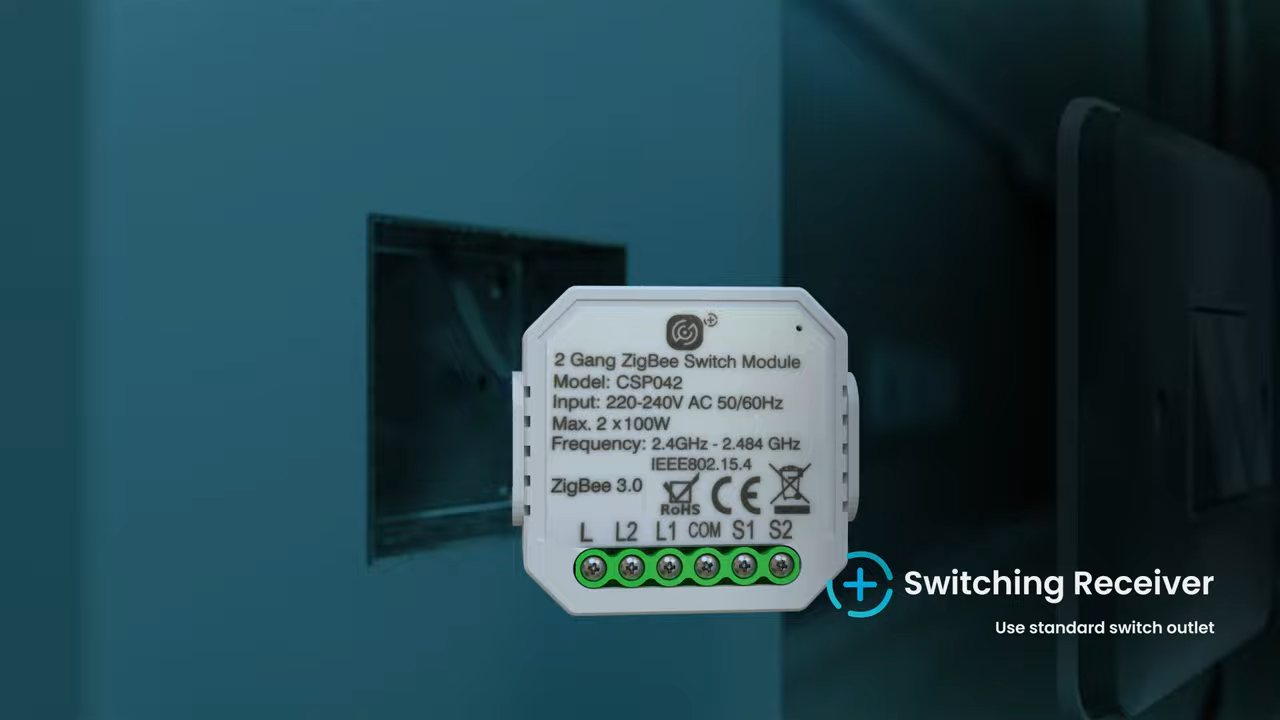 2 Gang ZigBee Switch Module
Model: CSP042
Input: 220-240V AC 50/60Hz
Max. 2 x100W
Frequency: 2.4GHz - 2.484 GHz
IEEE802.15.4
ZigBee 3.0
RoHS CE
L L2 L1 COM S1 S2
Switching Receiver
Use standard switch outlet